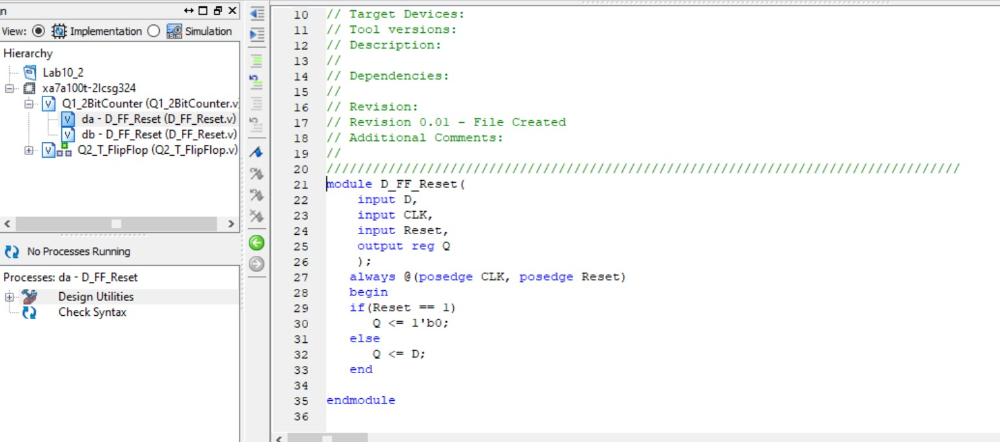 View: Implementation Simulation
Hierarchy
Lab10_2
xa7a100t-2lcsg324
Q1_2BitCounter (Q1_2BitCounter.v
da - D_FF_Reset (D_FF_Reset.v)
db - D_FF_Reset (D_FF_Reset.v)
Q2_T_FlipFlop (Q2_T_FlipFlop.v)
No Processes Running
Processes: da - D_FF_Reset
Design Utilities
Check Syntax
10 // Target Devices:
11 // Tool versions:
12 // Description:
13 //
14 // Dependencies:
15 //
16 // Revision:
17 // Revision 0.01 - File Created
18 // Additional Comments:
19 //
20 //////////////////////////////////////////////////////////////////////////////////
21 module D_FF_Reset(
22 input D,
23 input CLK,
24 input Reset,
25 output reg Q
26 );
27 always @(posedge CLK, posedge Reset)
28 begin
29 if(Reset == 1)
30 Q <= 1'b0;
31 else
32 Q <= D;
33 end
34
35 endmodule
36